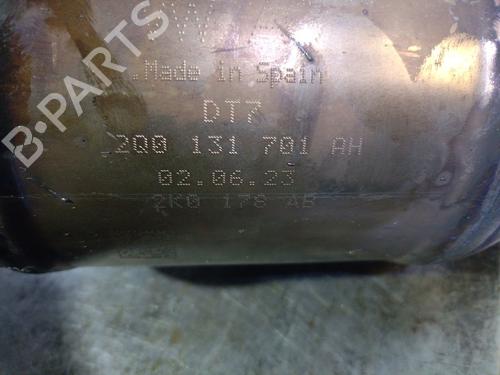 W
B-PARTS
.Made in Spain
DT7
2Q0 131 701 AH
02.06.23
2K0 178 AB